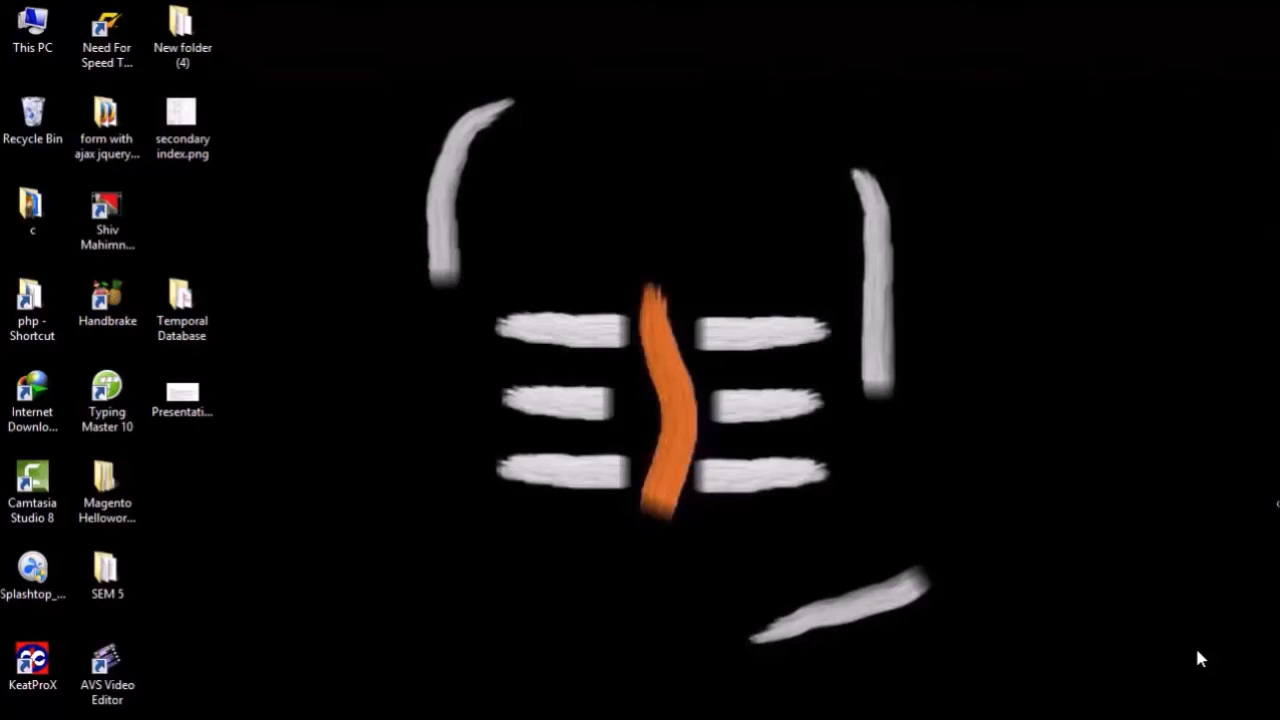 This PC
Need For
Speed T...
New folder
(4)
Recycle Bin
form with
ajax jquery...
secondary
index.png
c
Shiv
Mahimn...
php -
Shortcut
Handbrake
Temporal
Database
Internet
Downlo...
Typing
Master 10
Presentati...
Camtasia
Studio 8
Magento
Hellowor...
Splashtop_...
SEM 5
KeatProX
AVS Video
Editor